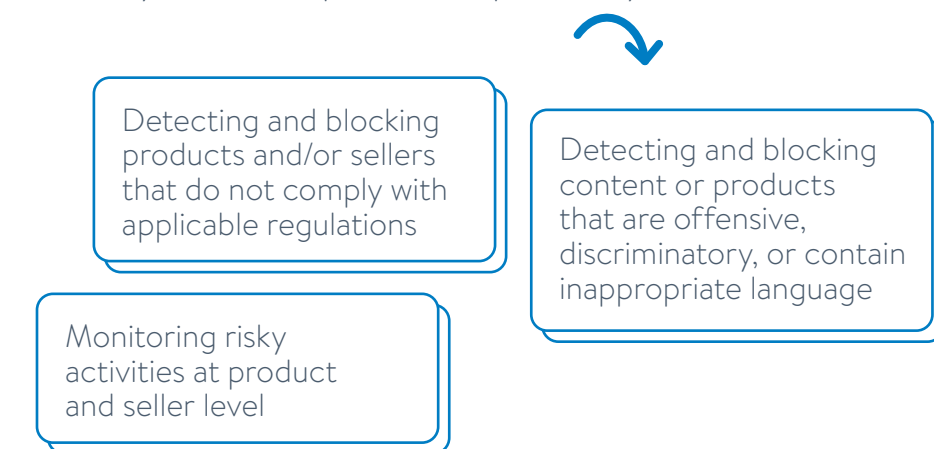 Detecting and blocking
products and/or sellers
that do not comply with
applicable regulations
Detecting and blocking
content or products
that are offensive,
discriminatory, or contain
inappropriate language
Monitoring risky
activities at product
and seller level